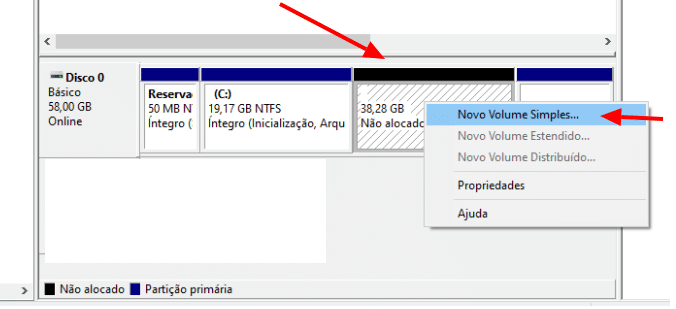 Disco 0
Básico
58,00 GB
Online
Reserva
50 MB N
Íntegro (
(C:)
19,17 GB NTFS
Íntegro (Inicialização, Arqu
38,28 GB
Não alocado
Novo Volume Simples...
Novo Volume Estendido...
Novo Volume Distribuído...
Propriedades
Ajuda
Não alocado Partição primária